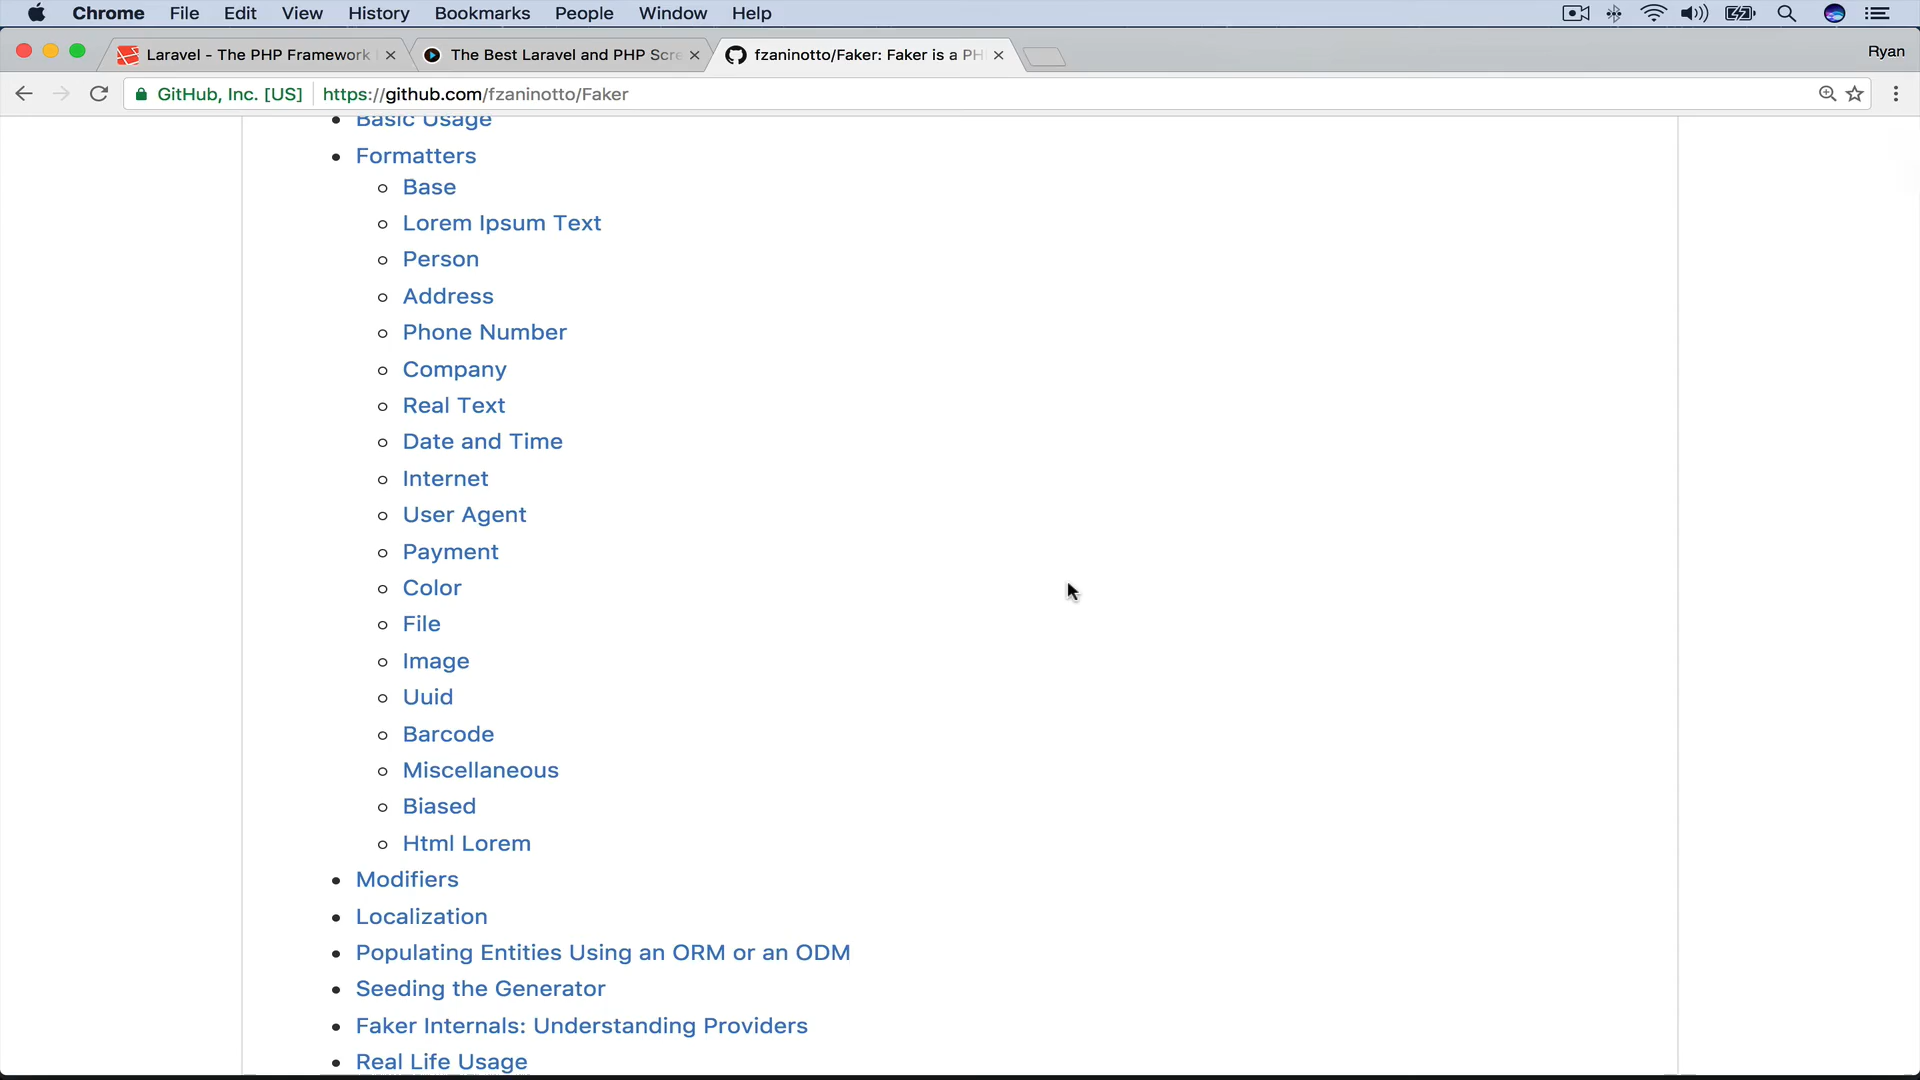 Chrome File Edit View History Bookmarks People Window Help
Laravel - The PHP Framework The Best Laravel and PHP Scre fzaninotto/Faker: Faker is a PH Ryan
GitHub, Inc. [US] https://github.com/fzaninotto/Faker
Basic Usage
Formatters
Base
Lorem Ipsum Text
Person
Address
Phone Number
Company
Real Text
Date and Time
Internet
User Agent
Payment
Color
File
Image
Uuid
Barcode
Miscellaneous
Biased
Html Lorem
Modifiers
Localization
Populating Entities Using an ORM or an ODM
Seeding the Generator
Faker Internals: Understanding Providers
Real Life Usage